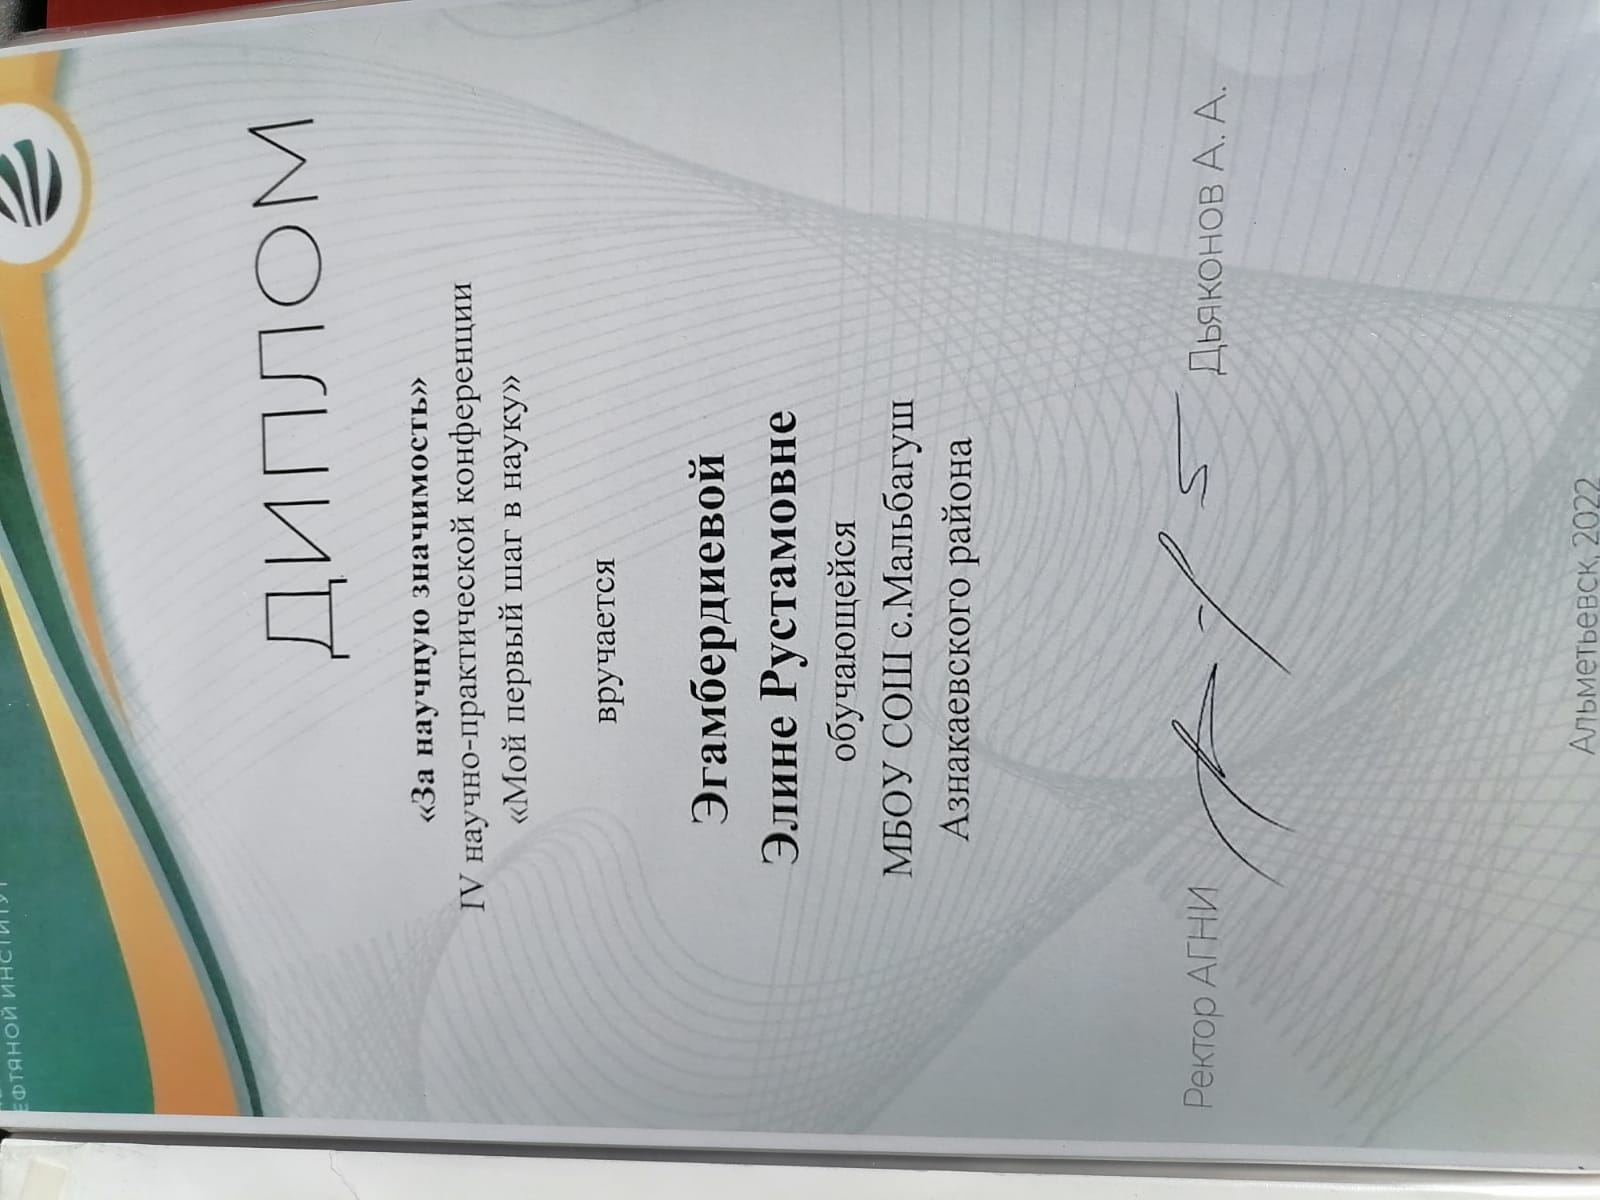 НЕФТЯНОЙ ИНСТИТУТ
ДИПЛОМ
«За научную значимость»
IV научно-практической конференции
«Мой первый шаг в науку»
вручается
Эгамбердиевой
Элине Рустамовне
обучающейся
МБОУ СОШ с.Мальбагуш
Азнакаевского района
Ректор АГНИ Дьяконов А. А.
Альметьевск, 2022